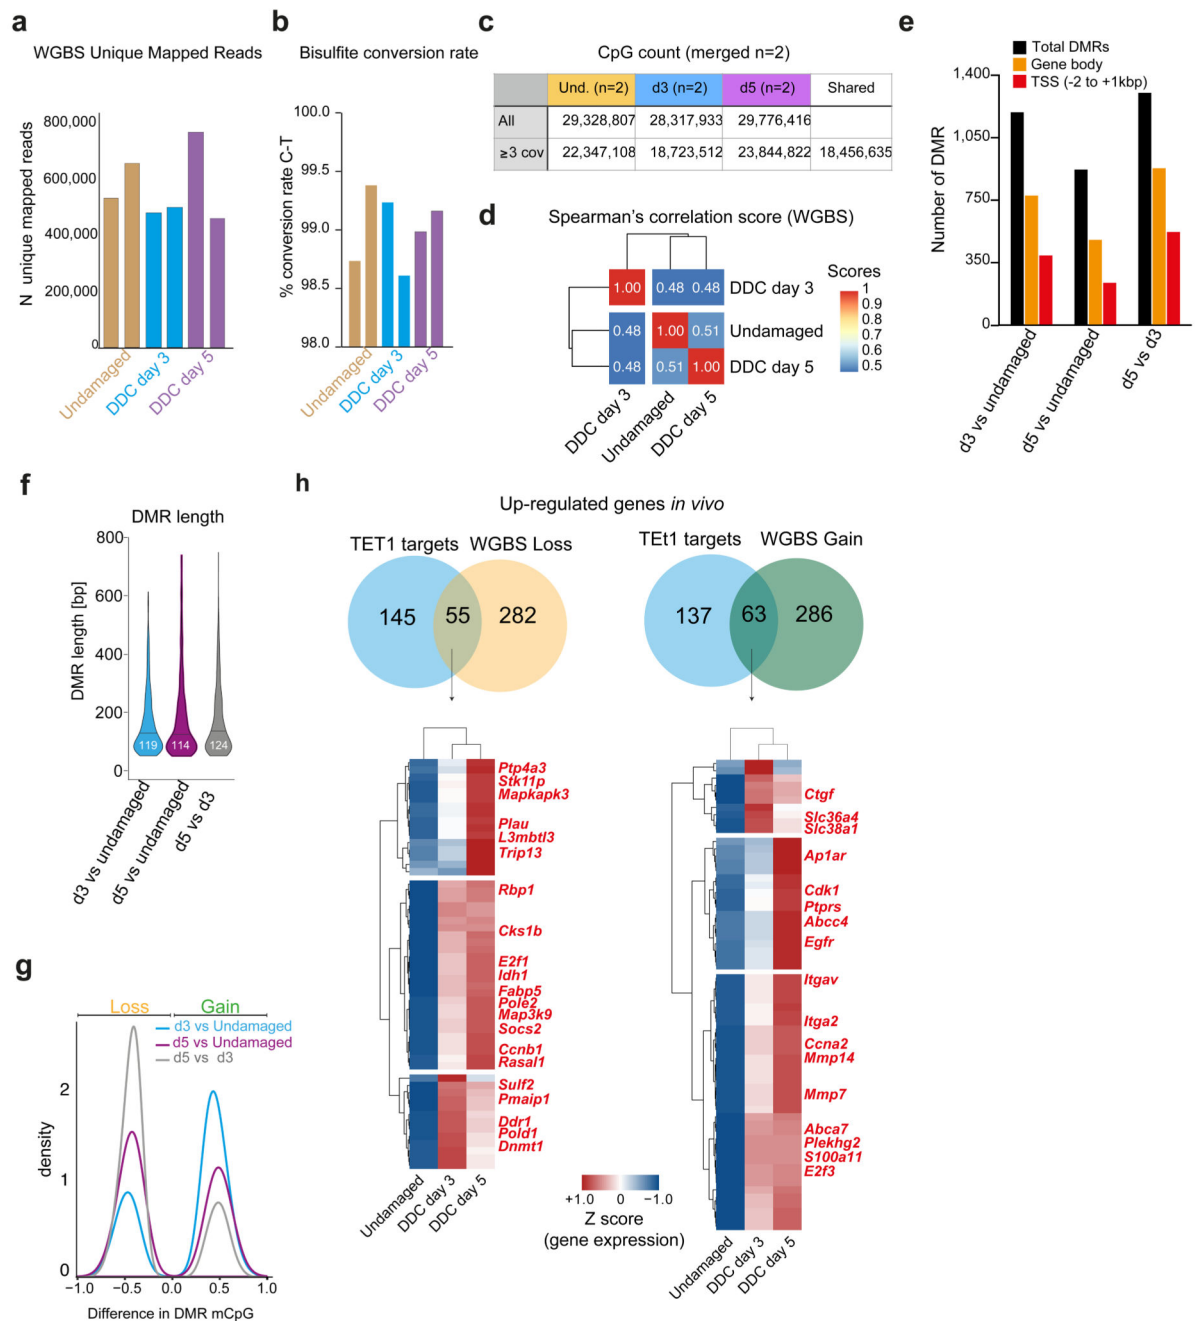 a
WGBS Unique Mapped Reads
N unique mapped reads
800,000
600,000
400,000
200,000
0
Undamaged
DDC day 3
DDC day 5
b
Bisulfite conversion rate
% conversion rate C-T
100.0
99.5
99.0
98.5
98.0
Undamaged
DDC day 3
DDC day 5
c
CpG count (merged n=2)
Und. (n=2) d3 (n=2) d5 (n=2) Shared
All 29,328,807 28,317,933 29,776,416
≥3 cov 22,347,108 18,723,512 23,844,822 18,456,635
d
Spearman's correlation score (WGBS)
1.00 0.48 0.48 DDC day 3
0.48 1.00 0.51 Undamaged
0.48 0.51 1.00 DDC day 5
DDC day 3
Undamaged
DDC day 5
Scores
1
0.9
0.8
0.7
0.6
0.5
e
Total DMRs
Gene body
TSS (-2 to +1kbp)
Number of DMR
1,400
1,050
750
350
0
d3 vs undamaged
d5 vs undamaged
d5 vs d3
f
DMR length
DMR length [bp]
800
600
400
200
0
119 114 124
d3 vs undamaged
d5 vs undamaged
d5 vs d3
g
Loss Gain
d3 vs Undamaged
d5 vs Undamaged
d5 vs d3
density
2
1
0
−1.0 −0.5 0.0 0.5 1.0
Difference in DMR mCpG
h
Up-regulated genes in vivo
TET1 targets WGBS Loss
145 55 282
Ptp4a3
Stk11p
Mapkapk3
Plau
L3mbtl3
Trip13
Rbp1
Cks1b
E2f1
Idh1
Fabp5
Pole2
Map3k9
Socs2
Ccnb1
Rasal1
Sulf2
Pmaip1
Ddr1
Pold1
Dnmt1
Undamaged
DDC day 3
DDC day 5
+1.0 0 −1.0
Z score
(gene expression)
TEt1 targets WGBS Gain
137 63 286
Ctgf
Slc36a4
Slc38a1
Ap1ar
Cdk1
Ptprs
Abcc4
Egfr
Itgav
Itga2
Ccna2
Mmp14
Mmp7
Abca7
Plekhg2
S100a11
E2f3
Undamaged
DDC day 3
DDC day 5